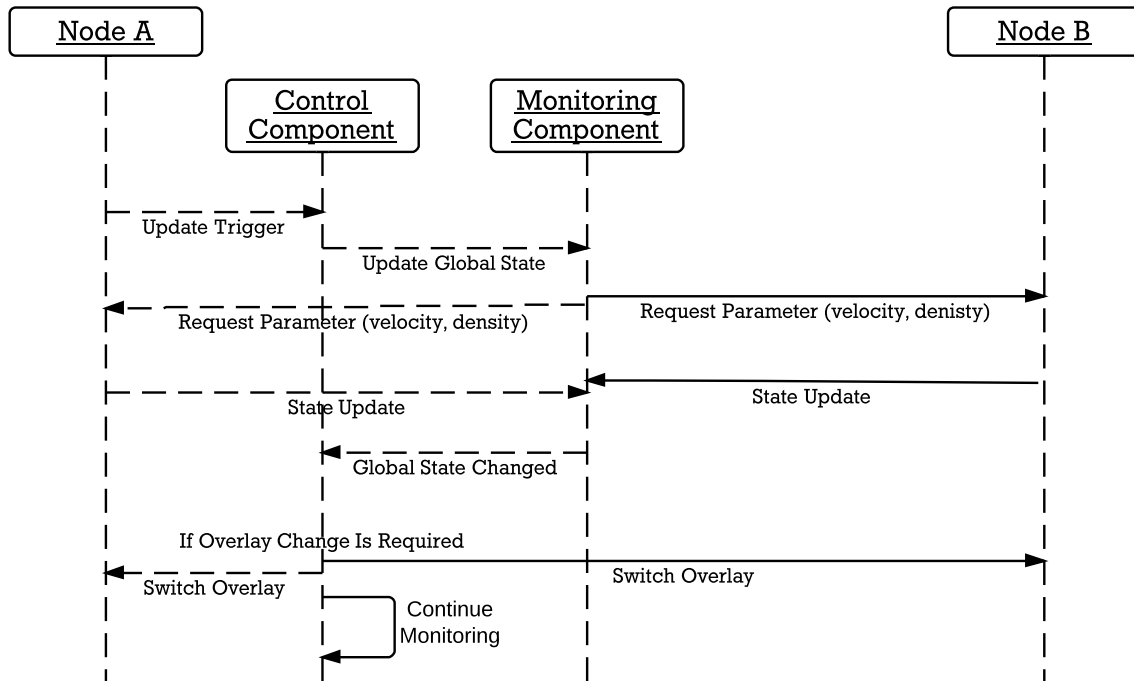 Node A
Node B
Control
Component
Monitoring
Component
Update Trigger
Update Global State
Request Parameter (velocity, density)
Request Parameter (velocity, denisty)
State Update
State Update
Global State Changed
If Overlay Change Is Required
Switch Overlay
Switch Overlay
Continue
Monitoring